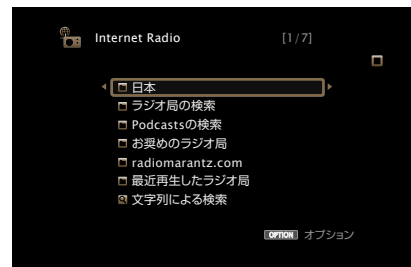 Internet Radio [1/7]
日本
ラジオ局の検索
Podcastsの検索
お奨めのラジオ局
radiomarantz.com
最近再生したラジオ局
文字列による検索
OPTION オプション